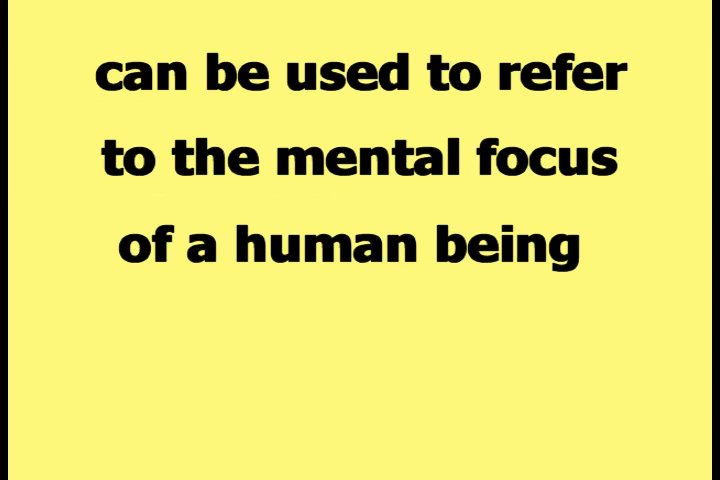 can be used to refer
to the mental focus
of a human being